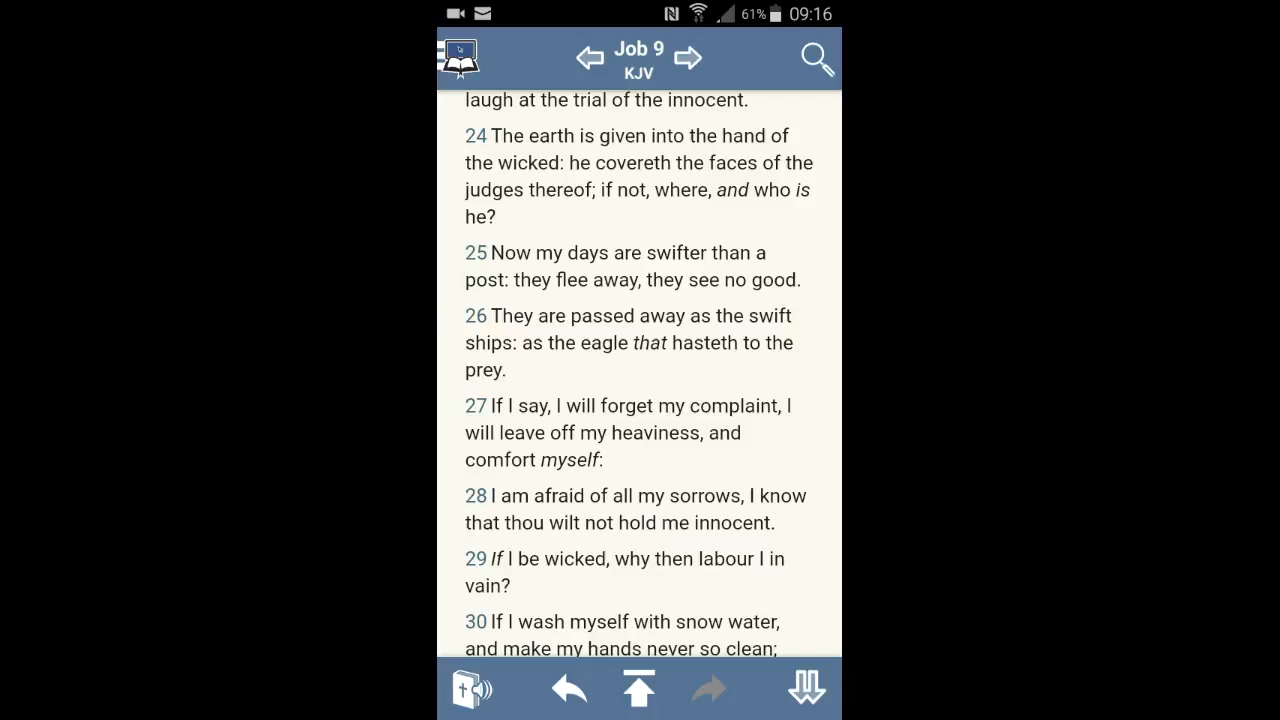 61% 09:16
Job 9
KJV
laugh at the trial of the innocent.
24 The earth is given into the hand of
the wicked: he covereth the faces of the
judges thereof; if not, where, and who is
he?
25 Now my days are swifter than a
post: they flee away, they see no good.
26 They are passed away as the swift
ships: as the eagle that hasteth to the
prey.
27 If I say, I will forget my complaint, I
will leave off my heaviness, and
comfort myself:
28 I am afraid of all my sorrows, I know
that thou wilt not hold me innocent.
29 If I be wicked, why then labour I in
vain?
30 If I wash myself with snow water,
and make my hands never so clean;